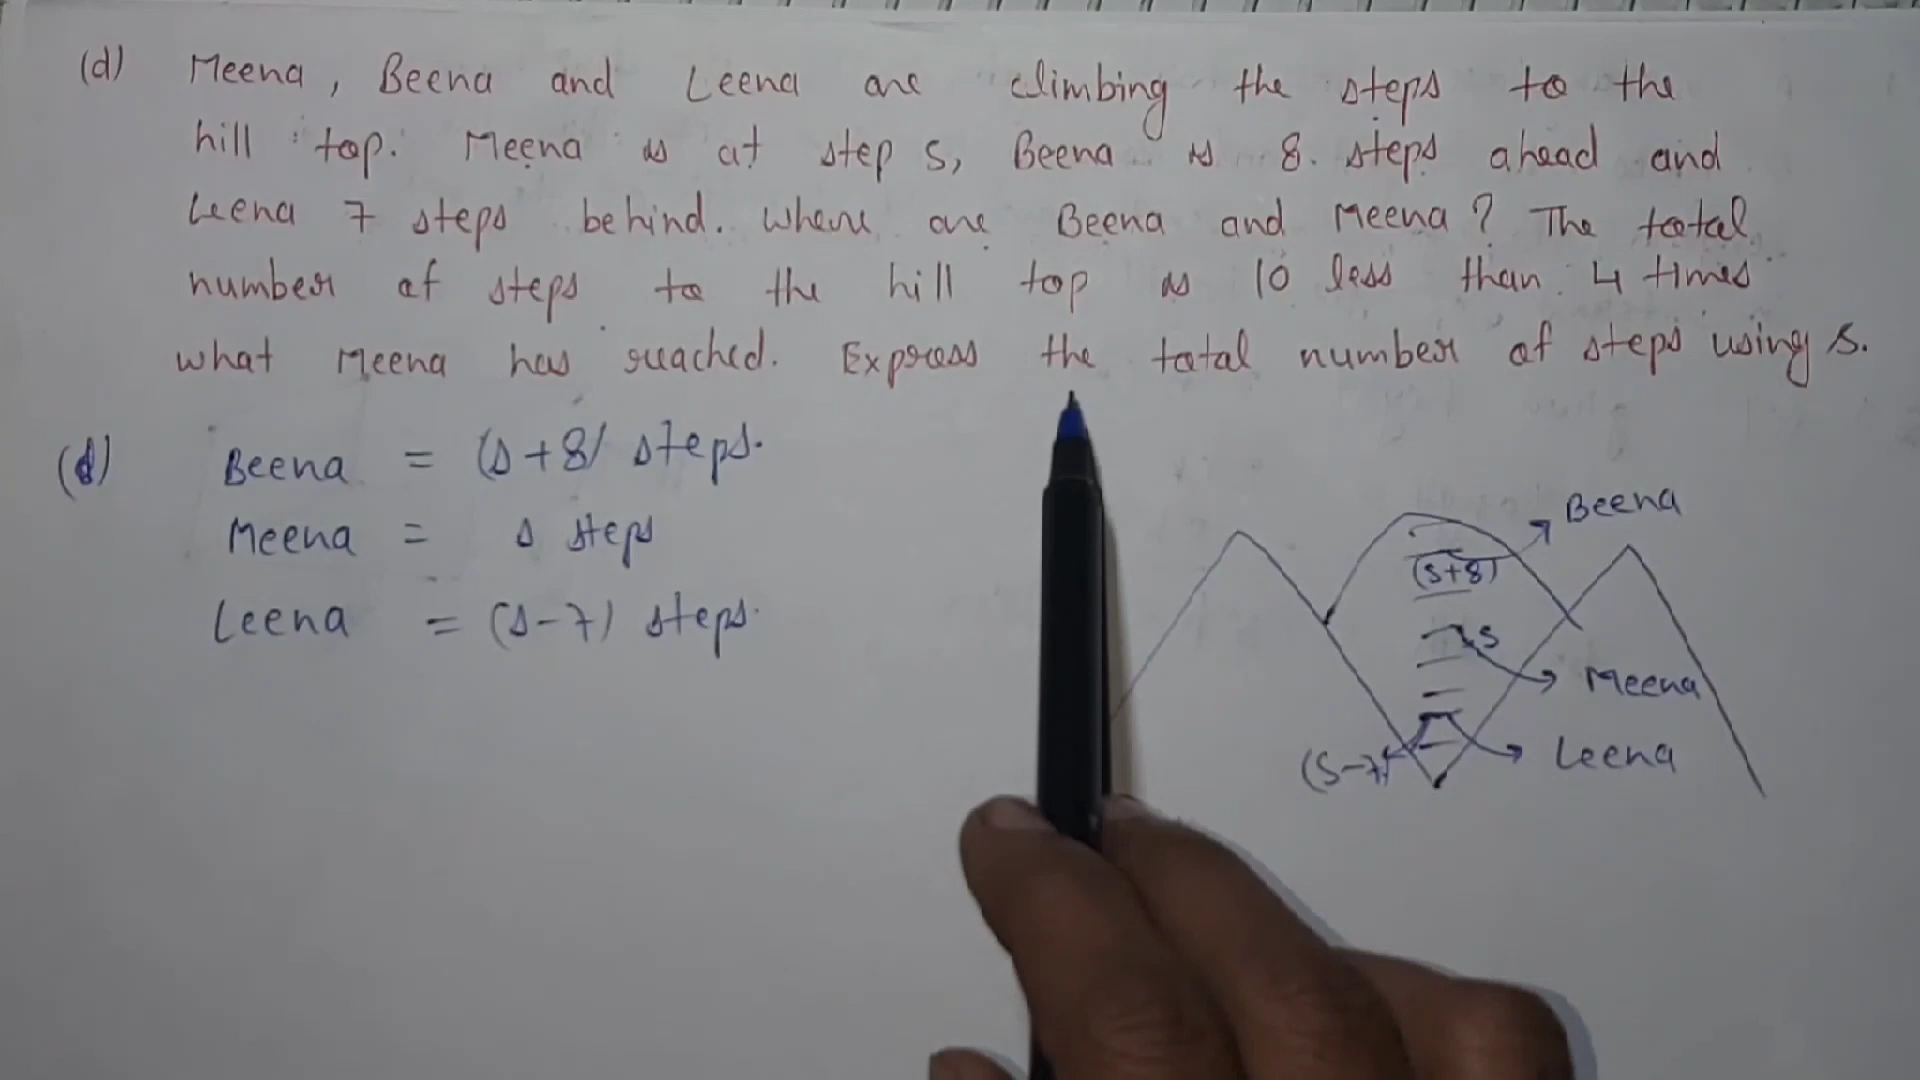 (d) Meena, Beena and Leena are climbing the steps to the
hill top. Meena is at step s, Beena is 8 steps ahead and
Leena 7 steps behind. Where are Beena and Meena? The total
number of steps to the hill top is 10 less than 4 times
what Meena has reached. Express the total number of steps using s.
(d) Beena = (s+8) steps.
Meena = s steps
Leena = (s-7) steps.
Beena
(s+8)
s
Meena
(s-7)
Leena